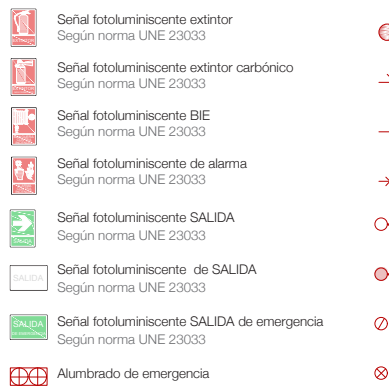 Señal fotoluminiscente extintor
Según norma UNE 23033
Señal fotoluminiscente extintor carbónico
Según norma UNE 23033
Señal fotoluminiscente BIE
Según norma UNE 23033
Señal fotoluminiscente de alarma
Según norma UNE 23033
Señal fotoluminiscente SALIDA
Según norma UNE 23033
SALIDA
SALIDA
Señal fotoluminiscente de SALIDA
Según norma UNE 23033
SALIDA
Señal fotoluminiscente SALIDA de emergencia
Según norma UNE 23033
Alumbrado de emergencia